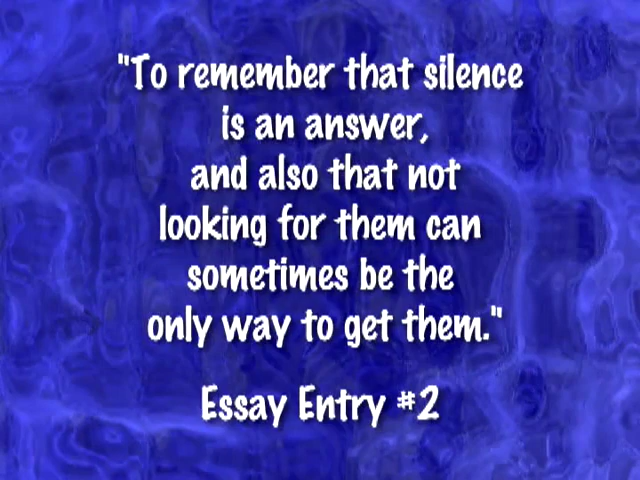 "To remember that silence
is an answer,
and also that not
looking for them can
sometimes be the
only way to get them."
Essay Entry #2